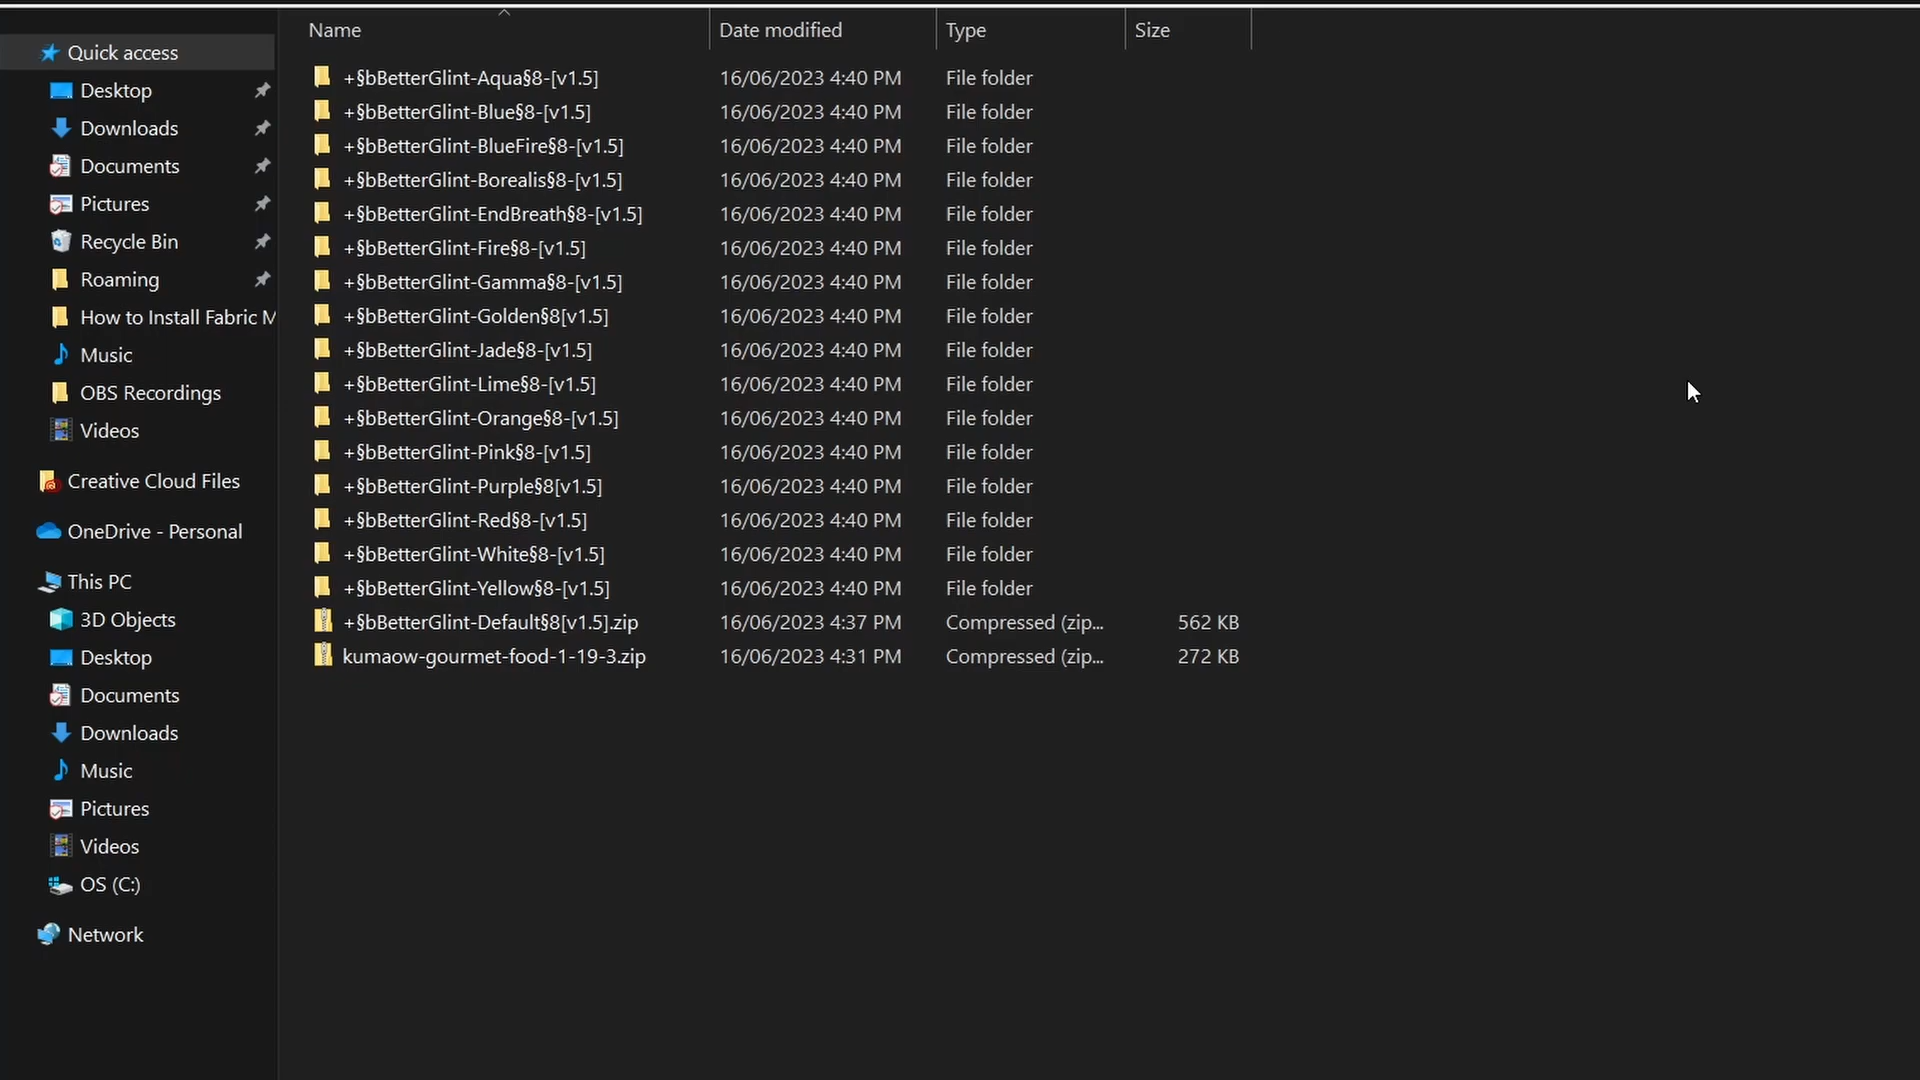 Name Date modified Type Size
Quick access
Desktop
Downloads
Documents
Pictures
Recycle Bin
Roaming
How to Install Fabric M
Music
OBS Recordings
Videos
Creative Cloud Files
OneDrive - Personal
This PC
3D Objects
Desktop
Documents
Downloads
Music
Pictures
Videos
OS (C:)
Network
+§bBetterGlint-Aqua§8-[v1.5] 16/06/2023 4:40 PM File folder
+§bBetterGlint-Blue§8-[v1.5] 16/06/2023 4:40 PM File folder
+§bBetterGlint-BlueFire§8-[v1.5] 16/06/2023 4:40 PM File folder
+§bBetterGlint-Borealis§8-[v1.5] 16/06/2023 4:40 PM File folder
+§bBetterGlint-EndBreath§8-[v1.5] 16/06/2023 4:40 PM File folder
+§bBetterGlint-Fire§8-[v1.5] 16/06/2023 4:40 PM File folder
+§bBetterGlint-Gamma§8-[v1.5] 16/06/2023 4:40 PM File folder
+§bBetterGlint-Golden§8[v1.5] 16/06/2023 4:40 PM File folder
+§bBetterGlint-Jade§8-[v1.5] 16/06/2023 4:40 PM File folder
+§bBetterGlint-Lime§8-[v1.5] 16/06/2023 4:40 PM File folder
+§bBetterGlint-Orange§8-[v1.5] 16/06/2023 4:40 PM File folder
+§bBetterGlint-Pink§8-[v1.5] 16/06/2023 4:40 PM File folder
+§bBetterGlint-Purple§8[v1.5] 16/06/2023 4:40 PM File folder
+§bBetterGlint-Red§8-[v1.5] 16/06/2023 4:40 PM File folder
+§bBetterGlint-White§8-[v1.5] 16/06/2023 4:40 PM File folder
+§bBetterGlint-Yellow§8-[v1.5] 16/06/2023 4:40 PM File folder
+§bBetterGlint-Default§8[v1.5].zip 16/06/2023 4:37 PM Compressed (zip... 562 KB
kumaow-gourmet-food-1-19-3.zip 16/06/2023 4:31 PM Compressed (zip... 272 KB